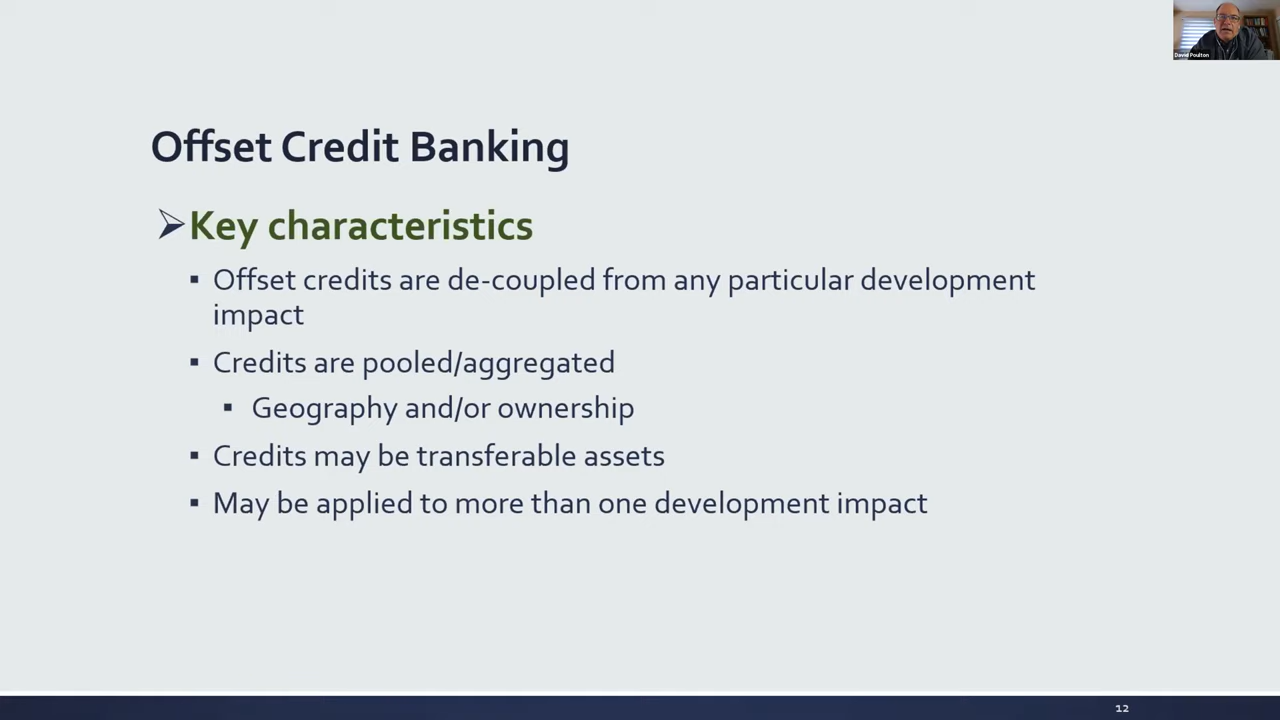 David Poulton
Offset Credit Banking
Key characteristics
Offset credits are de-coupled from any particular development
impact
Credits are pooled/aggregated
Geography and/or ownership
Credits may be transferable assets
May be applied to more than one development impact
12